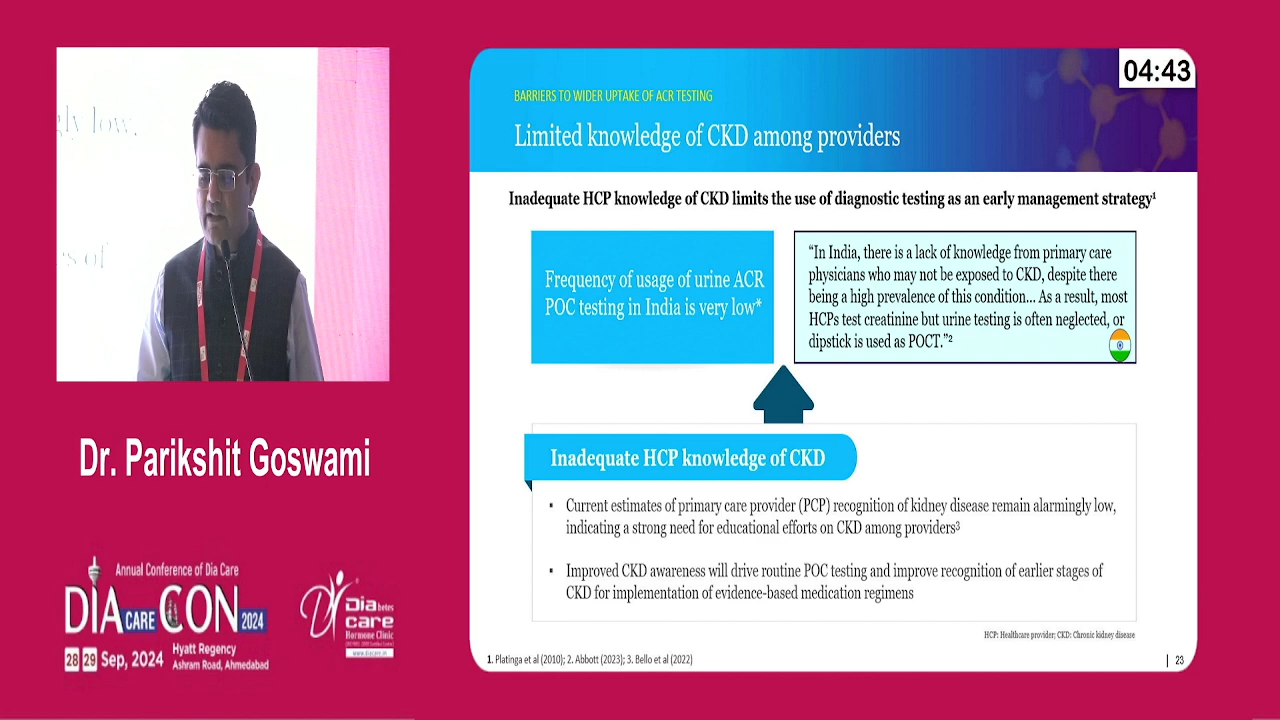 gly low,
es of
Dr. Parikshit Goswami
Annual Conference of Dia Care
DIA CARE CON 2024
28 29 Sep, 2024
Hyatt Regency
Ashram Road, Ahmedabad
Diabetes
care
Hormone Clinic
www.diacare.in
04:43
BARRIERS TO WIDER UPTAKE OF ACR TESTING
Limited knowledge of CKD among providers
Inadequate HCP knowledge of CKD limits the use of diagnostic testing as an early management strategy¹
Frequency of usage of urine ACR
POC testing in India is very low*
“In India, there is a lack of knowledge from primary care
physicians who may not be exposed to CKD, despite there
being a high prevalence of this condition... As a result, most
HCPs test creatinine but urine testing is often neglected, or
dipstick is used as POCT.”²
Inadequate HCP knowledge of CKD
▪ Current estimates of primary care provider (PCP) recognition of kidney disease remain alarmingly low,
indicating a strong need for educational efforts on CKD among providers³
▪ Improved CKD awareness will drive routine POC testing and improve recognition of earlier stages of
CKD for implementation of evidence-based medication regimens
HCP: Healthcare provider; CKD: Chronic kidney disease
1. Platinga et al (2010); 2. Abbott (2023); 3. Bello et al (2022)
| 23